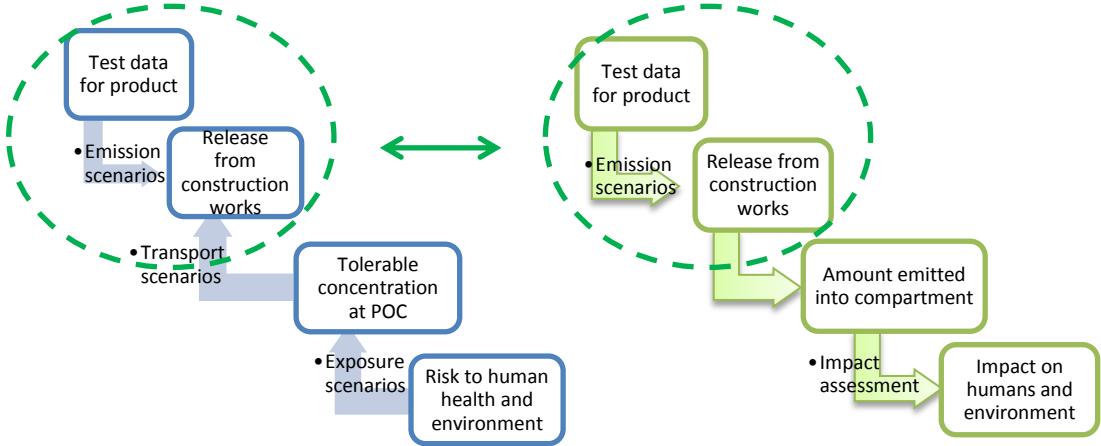 Test data
for product
•Emission
scenarios
Release
from
construction
works
•Transport
scenarios
Tolerable
concentration
at POC
•Exposure
scenarios
Risk to human
health and
environment
Test data
for product
•Emission
scenarios
Release from
construction
works
Amount emitted
into compartment
•Impact
assessment
Impact on
humans and
environment